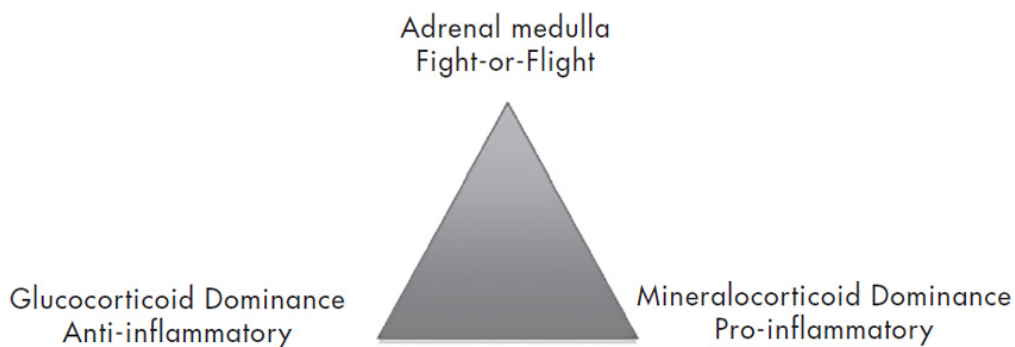 Adrenal medulla
Fight-or-Flight
Glucocorticoid Dominance
Anti-inflammatory
Mineralocorticoid Dominance
Pro-inflammatory